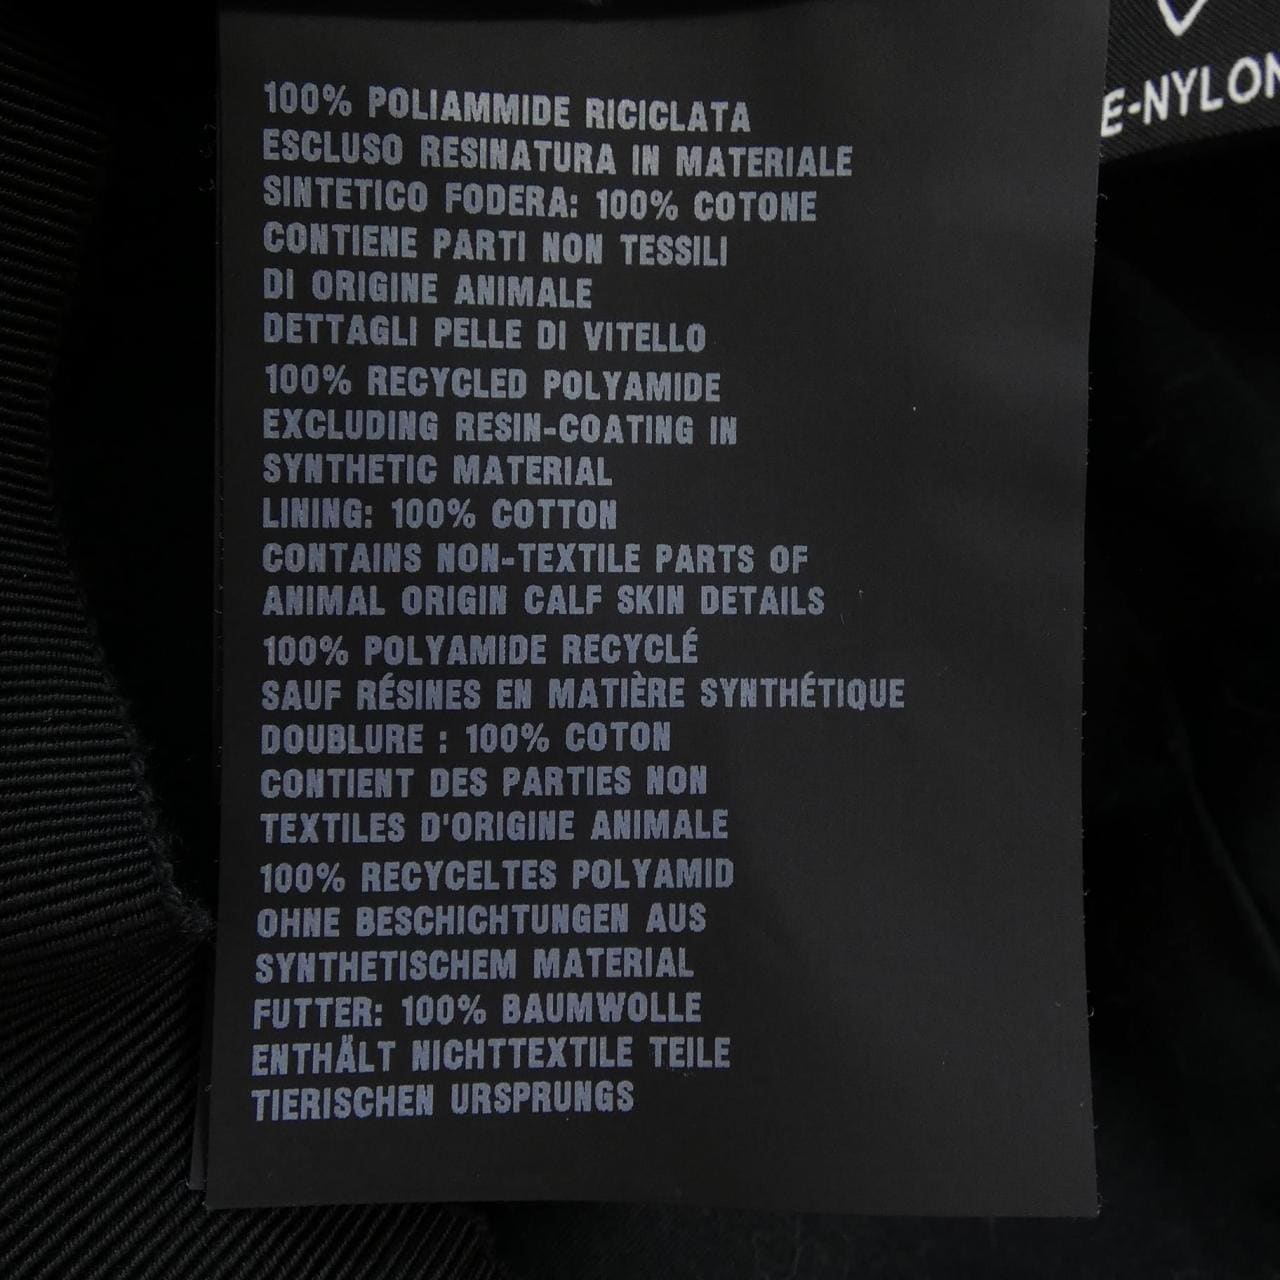 100% POLIAMMIDE RICICLATA
ESCLUSO RESINATURA IN MATERIALE
SINTETICO FODERA: 100% COTONE
CONTIENE PARTI NON TESSILI
DI ORIGINE ANIMALE
DETTAGLI PELLE DI VITELLO
100% RECYCLED POLYAMIDE
EXCLUDING RESIN-COATING IN
SYNTHETIC MATERIAL
LINING: 100% COTTON
CONTAINS NON-TEXTILE PARTS OF
ANIMAL ORIGIN CALF SKIN DETAILS
100% POLYAMIDE RECYCLÉ
SAUF RÉSINES EN MATIÈRE SYNTHÉTIQUE
DOUBLURE : 100% COTON
CONTIENT DES PARTIES NON
TEXTILES D'ORIGINE ANIMALE
100% RECYCELTES POLYAMID
OHNE BESCHICHTUNGEN AUS
SYNTHETISCHEM MATERIAL
FUTTER: 100% BAUMWOLLE
ENTHÄLT NICHTTEXTILE TEILE
TIERISCHEN URSPRUNGS
E-NYLON